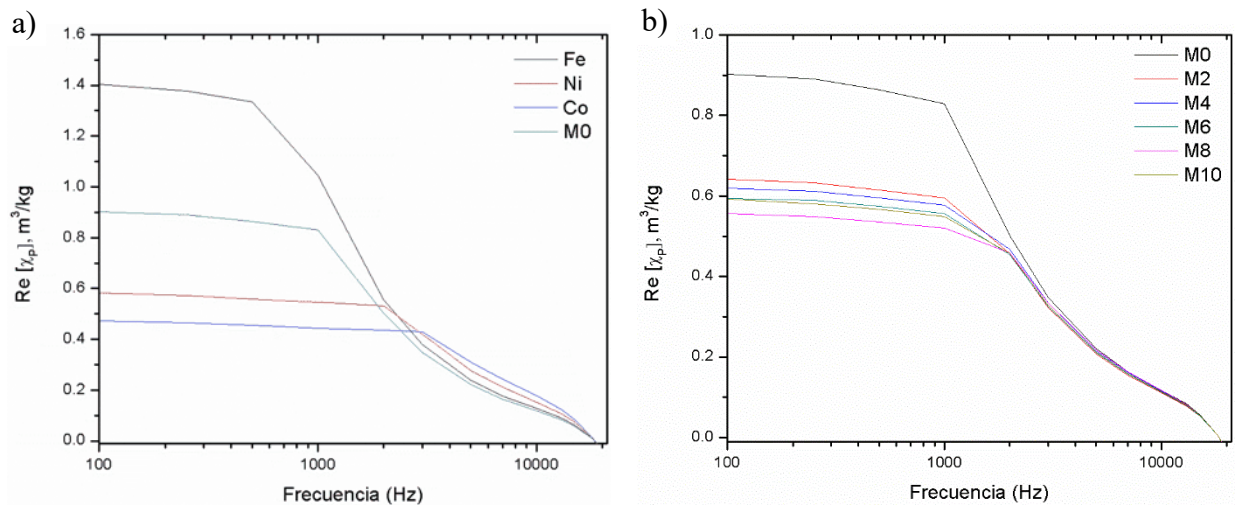 a)
Re [χₚ], m³/kg
1.6
1.4
1.2
1.0
0.8
0.6
0.4
0.2
0.0
Fe
Ni
Co
M0
100 1000 10000
Frecuencia (Hz)
b)
Re [χₚ], m³/kg
1.0
0.8
0.6
0.4
0.2
0.0
M0
M2
M4
M6
M8
M10
100 1000 10000
Frecuencia (Hz)